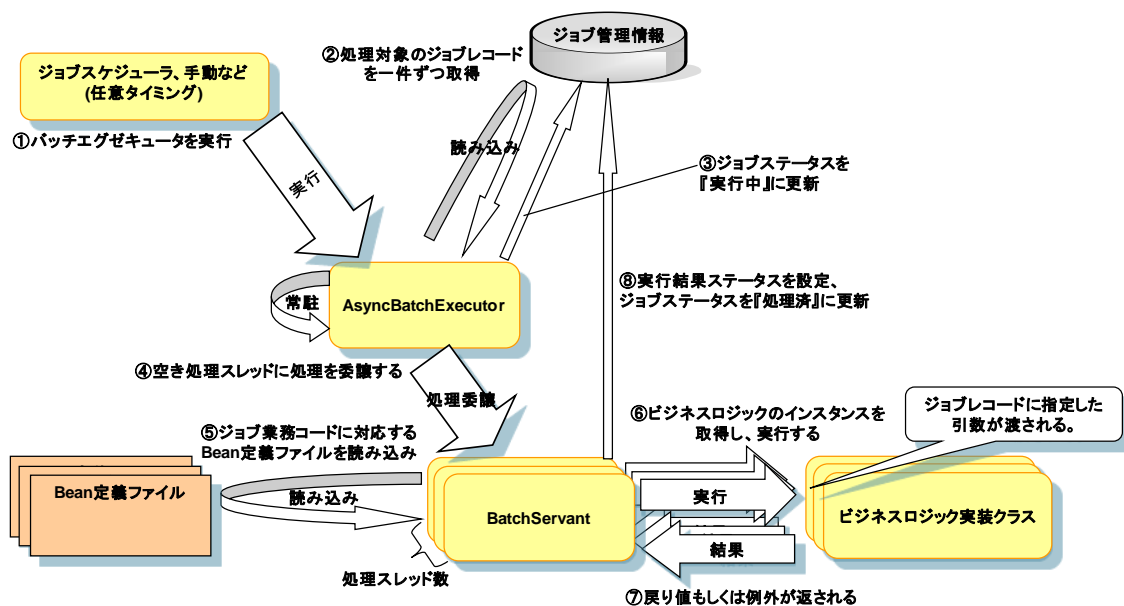 ジョブ管理情報
②処理対象のジョブレコード
を一件ずつ取得
ジョブスケジューラ、手動など
(任意タイミング)
①バッチエグゼキュータを実行
読み込み
実行
③ジョブステータスを
『実行中』に更新
⑧実行結果ステータスを設定、
ジョブステータスを『処理済』に更新
常駐
AsyncBatchExecutor
④空き処理スレッドに処理を委譲する
処理委譲
⑥ビジネスロジックのインスタンスを
取得し、実行する
ジョブレコードに指定した
引数が渡される。
⑤ジョブ業務コードに対応する
Bean定義ファイルを読み込み
Bean定義ファイル
読み込み
BatchServant
実行
ビジネスロジック実装クラス
結果
処理スレッド数
⑦戻り値もしくは例外が返される